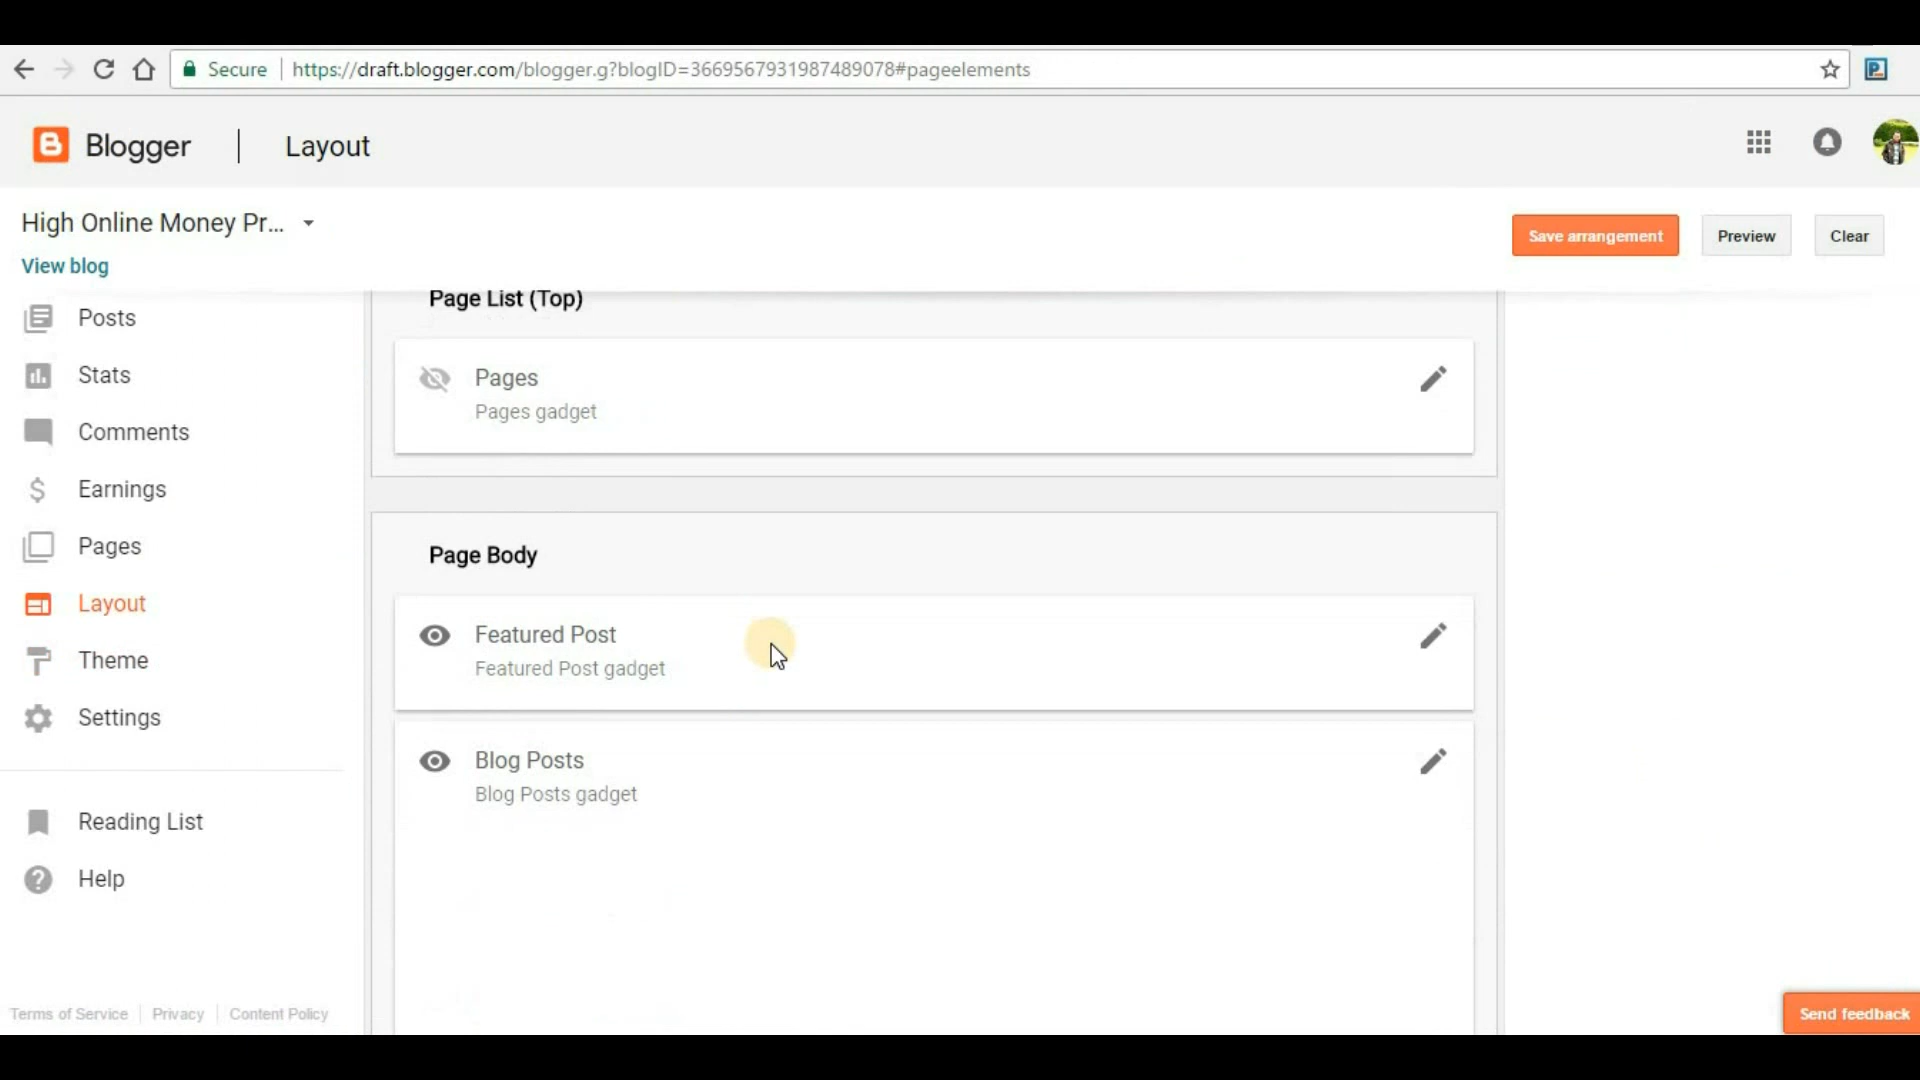 Secure https://draft.blogger.com/blogger.g?blogID=3669567931987489078#pageelements
Blogger Layout
High Online Money Pr...
View blog
Save arrangement Preview Clear
Posts
Stats
Comments
Earnings
Pages
Layout
Theme
Settings
Reading List
Help
Terms of Service Privacy Content Policy
Page List (Top)
Pages
Pages gadget
Page Body
Featured Post
Featured Post gadget
Blog Posts
Blog Posts gadget
Send feedback